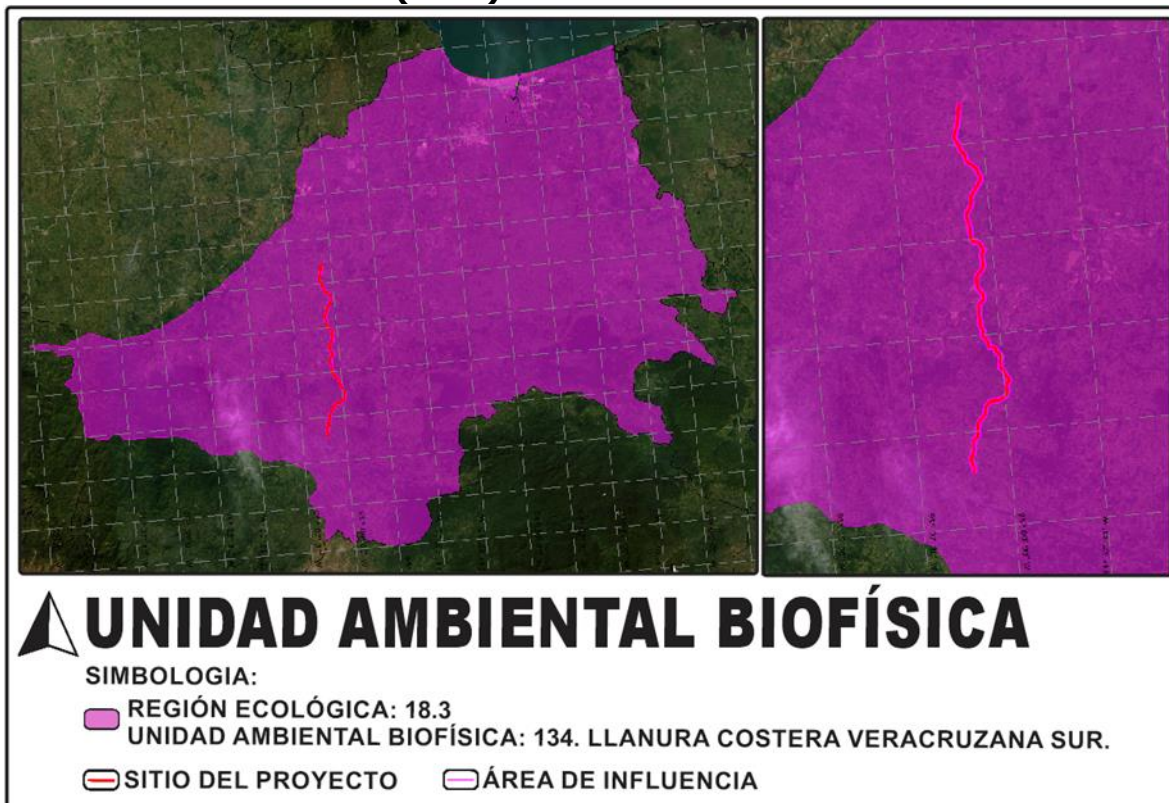 UNIDAD AMBIENTAL BIOFÍSICA
SIMBOLOGIA:
REGIÓN ECOLÓGICA: 18.3
UNIDAD AMBIENTAL BIOFÍSICA: 134. LLANURA COSTERA VERACRUZANA SUR.
SITIO DEL PROYECTO ÁREA DE INFLUENCIA